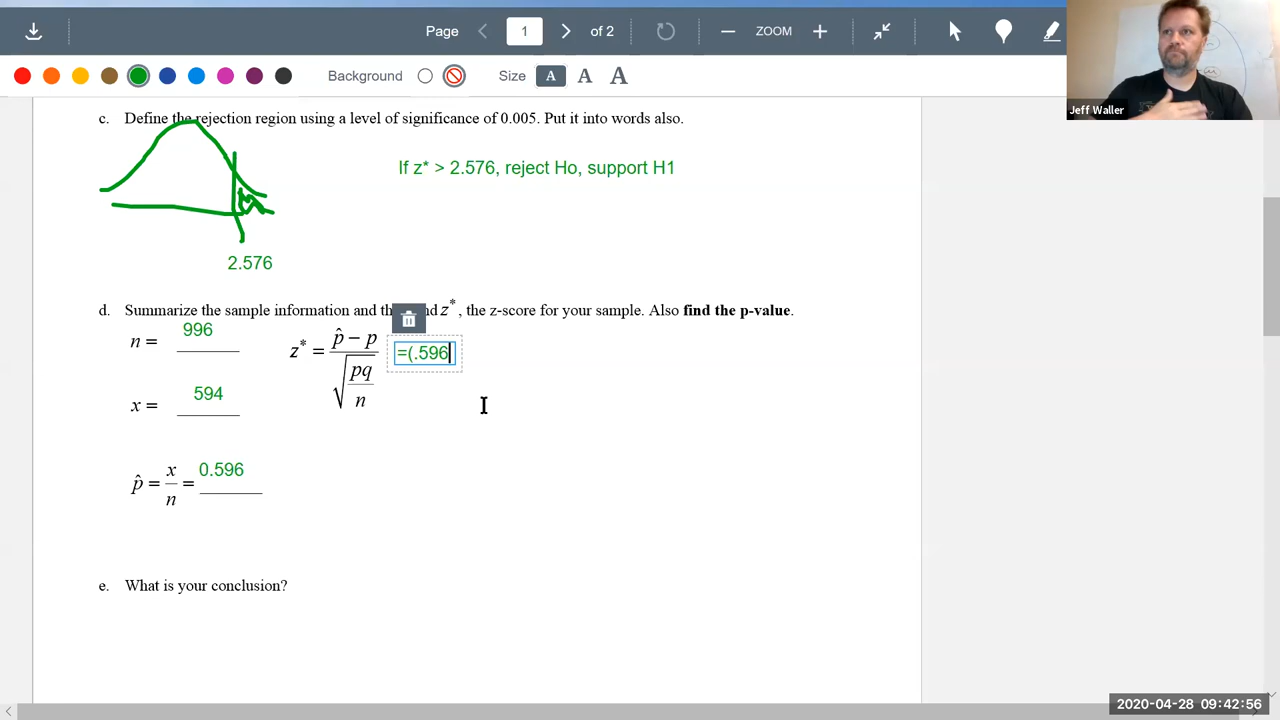 Page 1 of 2 ZOOM
Background Size A A A
Jeff Waller
c. Define the rejection region using a level of significance of 0.005. Put it into words also.
If z* > 2.576, reject Ho, support H1
2.576
d. Summarize the sample information and th nd z*, the z-score for your sample. Also find the p-value.
n = 996
z* = p̂ − p / √ pq / n =(.596
x = 594
p̂ = x / n = 0.596
e. What is your conclusion?
2020-04-28 09:42:56